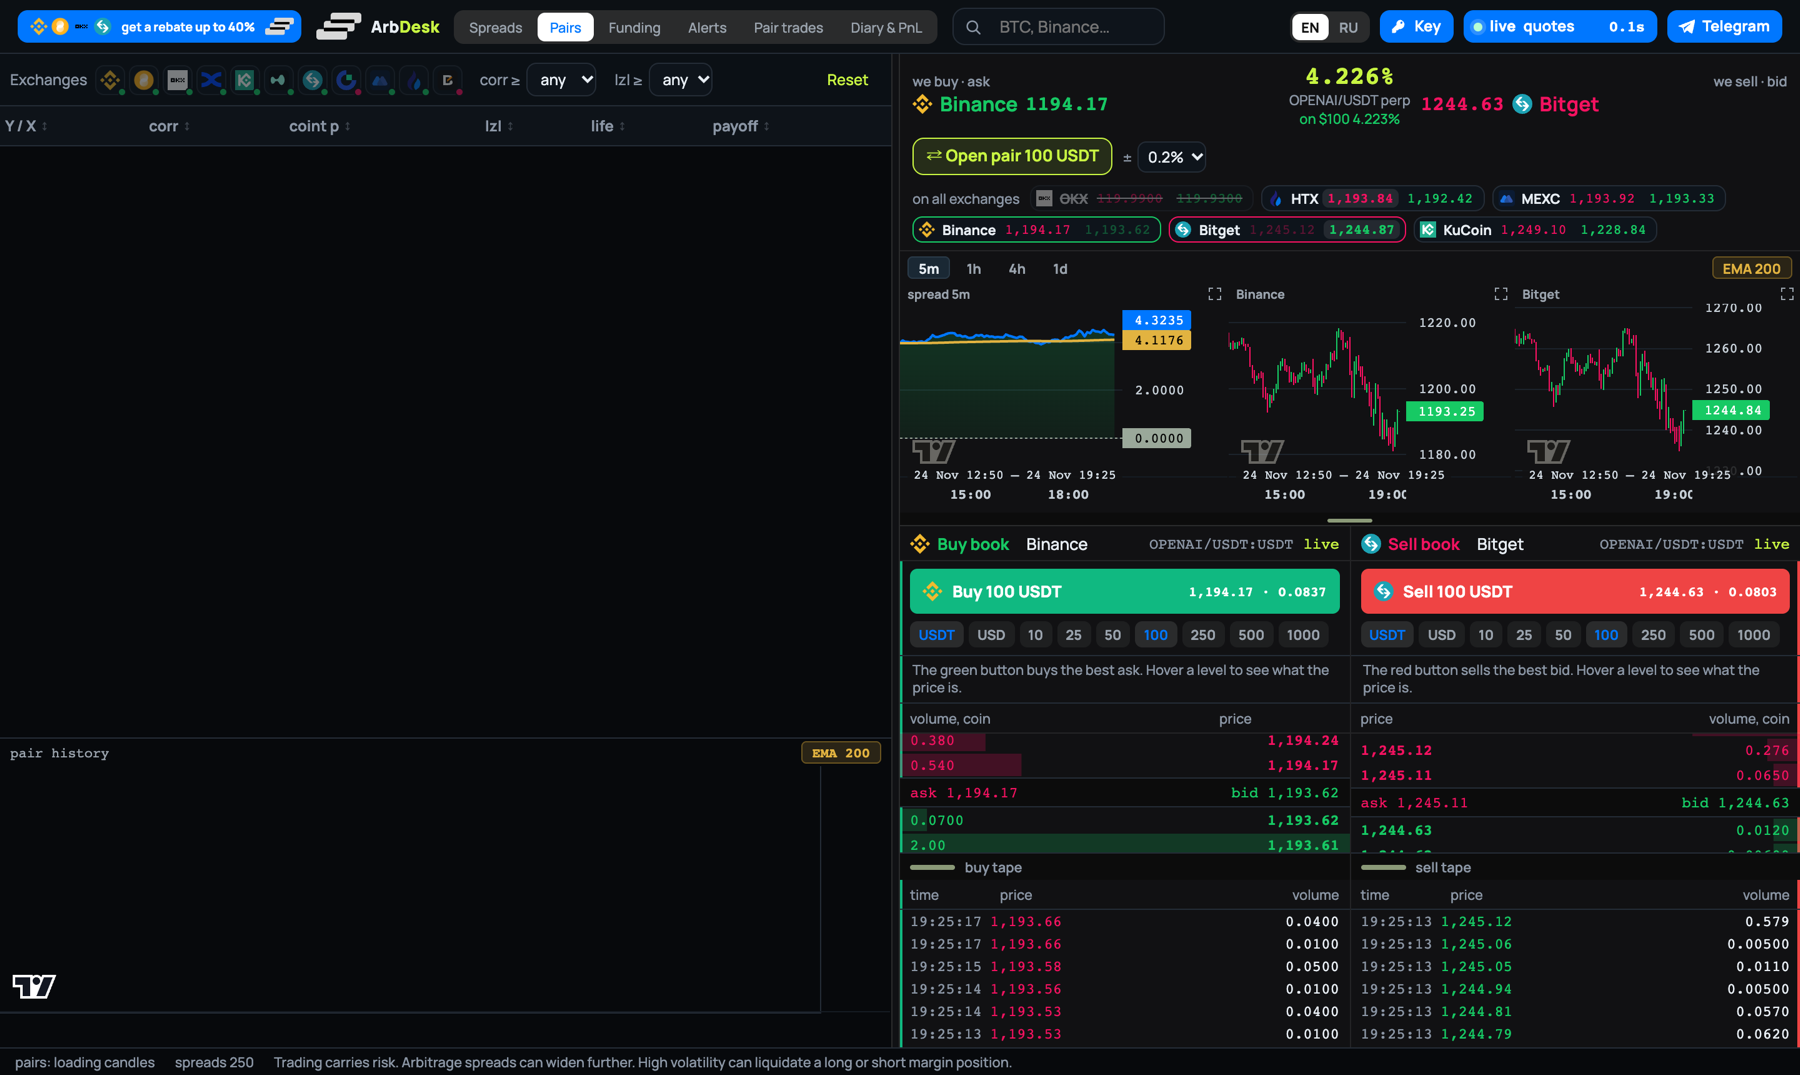 get a rebate up to 40%
ArbDesk
Spreads Pairs Funding Alerts Pair trades Diary & PnL
BTC, Binance...
EN RU
Key
live quotes 0.1s
Telegram
Exchanges
corr ≥ any
|z| ≥ any
Reset
Y / X corr coint p |z| life payoff
pair history
EMA 200
we buy · ask
Binance 1194.17
4.226%
OPENAI/USDT perp
on $100 4.223%
we sell · bid
1244.63 Bitget
Open pair 100 USDT ± 0.2%
on all exchanges OKX 119.9900 119.9300 HTX 1,193.84 1,192.42 MEXC 1,193.92 1,193.33
Binance 1,194.17 1,193.62 Bitget 1,245.12 1,244.87 KuCoin 1,249.10 1,228.84
5m 1h 4h 1d
EMA 200
spread 5m
4.3235
4.1176
2.0000
0.0000
24 Nov 12:50 — 24 Nov 19:25
15:00 18:00
Binance
1220.00
1200.00
1193.25
1180.00
24 Nov 12:50 — 24 Nov 19:25
15:00 19:00
Bitget
1270.00
1260.00
1250.00
1244.84
1240.00
24 Nov 12:50 — 24 Nov 19:25
15:00 19:00
Buy book Binance OPENAI/USDT:USDT live
Buy 100 USDT 1,194.17 · 0.0837
USDT USD 10 25 50 100 250 500 1000
The green button buys the best ask. Hover a level to see what the
price is.
volume, coin price
0.380 1,194.24
0.540 1,194.17
ask 1,194.17 bid 1,193.62
0.0700 1,193.62
2.00 1,193.61
buy tape
time price volume
19:25:17 1,193.66 0.0400
19:25:17 1,193.66 0.0100
19:25:15 1,193.58 0.0500
19:25:14 1,193.56 0.0100
19:25:14 1,193.53 0.0400
19:25:13 1,193.53 0.0100
Sell book Bitget OPENAI/USDT:USDT live
Sell 100 USDT 1,244.63 · 0.0803
USDT USD 10 25 50 100 250 500 1000
The red button sells the best bid. Hover a level to see what the
price is.
price volume, coin
1,245.12 0.276
1,245.11 0.0650
ask 1,245.11 bid 1,244.63
1,244.63 0.0120
sell tape
time price volume
19:25:13 1,245.12 0.579
19:25:13 1,245.06 0.00500
19:25:13 1,245.05 0.0110
19:25:13 1,244.94 0.00500
19:25:13 1,244.81 0.0570
19:25:13 1,244.79 0.0620
pairs: loading candles spreads 250 Trading carries risk. Arbitrage spreads can widen further. High volatility can liquidate a long or short margin position.